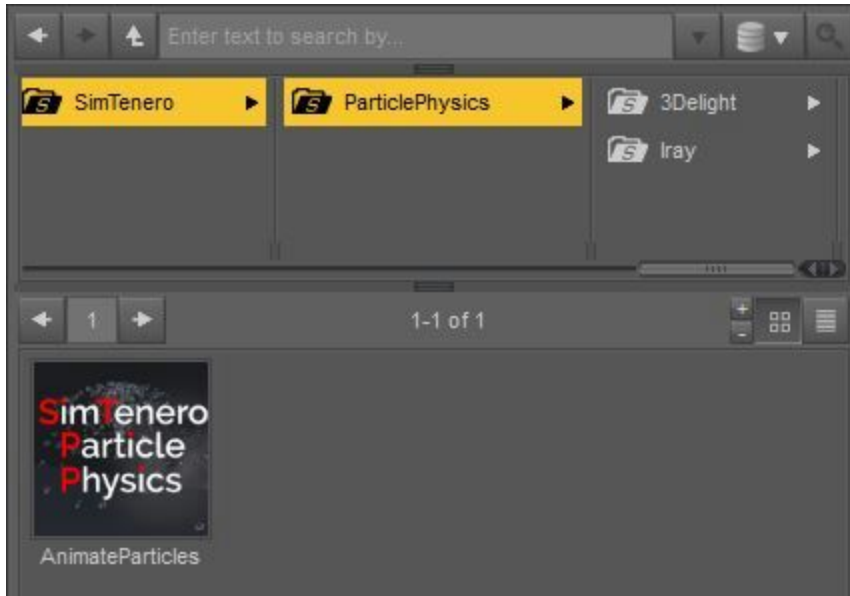 Enter text to search by...
SimTenero
ParticlePhysics
3Delight
Iray
1
1-1 of 1
SimTenero
Particle
Physics
AnimateParticles